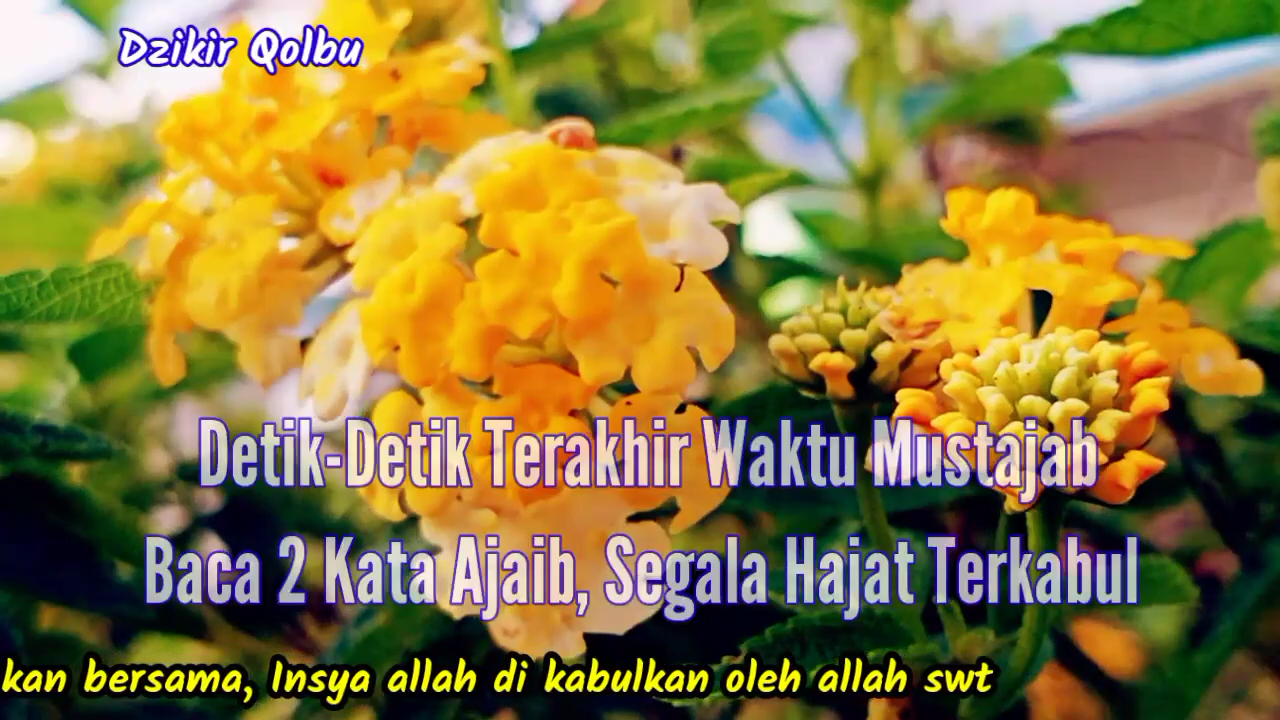 Dzikir Qolbu
Detik-Detik Terakhir Waktu Mustajab
Baca 2 Kata Ajaib, Segala Hajat Terkabul
kan bersama, Insya allah di kabulkan oleh allah swt